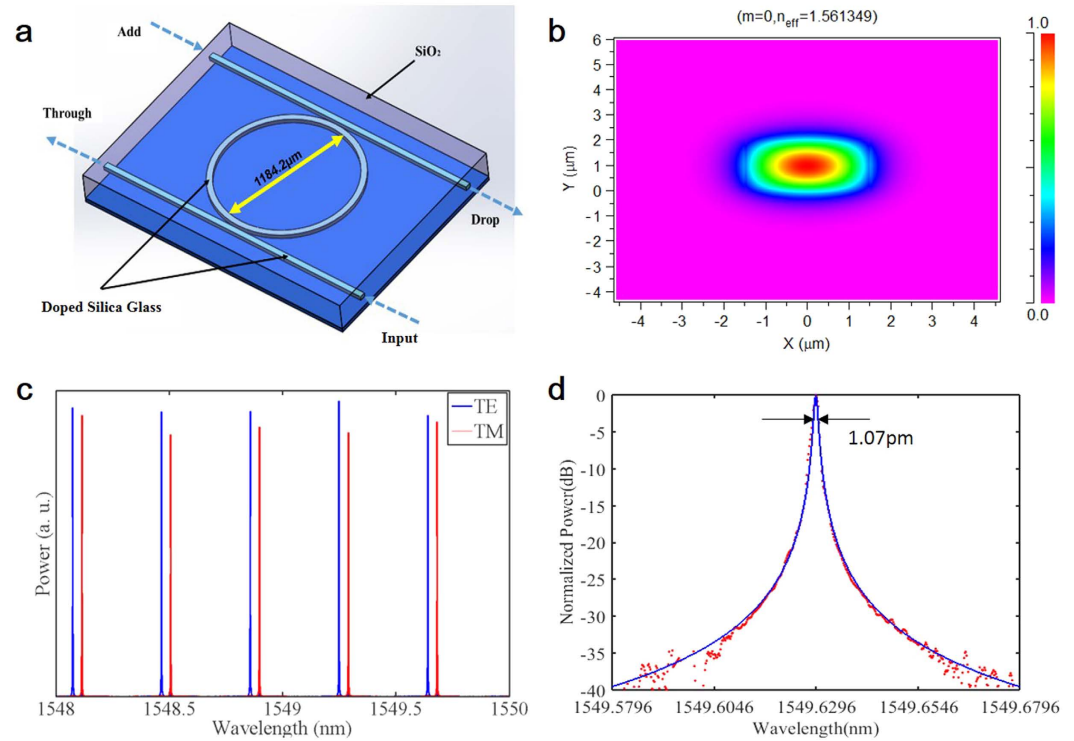 a
Add
SiO₂
Through
1184.2μm
Drop
Doped Silica Glass
Input
b
(m=0,n_eff=1.561349)
1.0
0.0
6
5
4
3
2
1
0
-1
-2
-3
-4
Y (μm)
-4 -3 -2 -1 0 1 2 3 4
X (μm)
c
TE
TM
Power (a. u.)
1548 1548.5 1549 1549.5 1550
Wavelength (nm)
d
0
-5
-10
-15
-20
-25
-30
-35
-40
1.07pm
Normalized Power(dB)
1549.5796 1549.6046 1549.6296 1549.6546 1549.6796
Wavelength(nm)